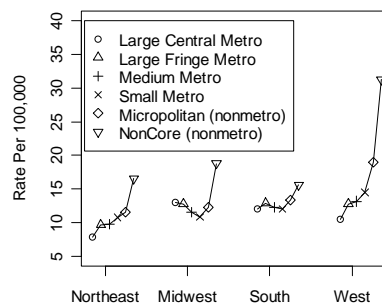 40
35
30
25
20
15
10
5
Rate Per 100,000
Large Central Metro
Large Fringe Metro
Medium Metro
Small Metro
Micropolitan (nonmetro)
NonCore (nonmetro)
Northeast Midwest South West